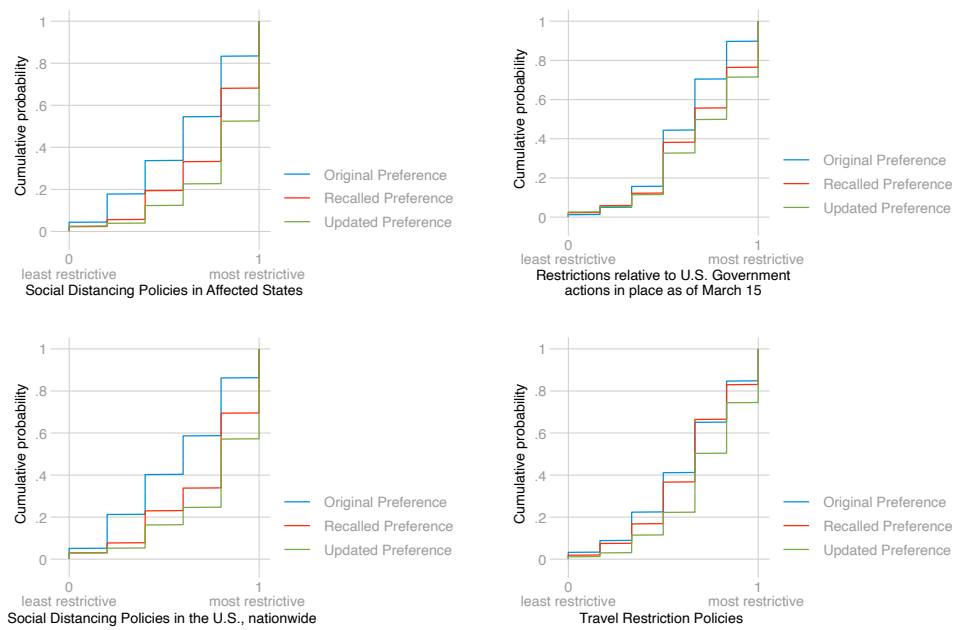 Cumulative probability
1
.8
.6
.4
.2
0
0
1
least restrictive
most restrictive
Social Distancing Policies in Affected States
Original Preference
Recalled Preference
Updated Preference
Cumulative probability
1
.8
.6
.4
.2
0
0
1
least restrictive
most restrictive
Restrictions relative to U.S. Government
actions in place as of March 15
Original Preference
Recalled Preference
Updated Preference
Cumulative probability
1
.8
.6
.4
.2
0
0
1
least restrictive
most restrictive
Social Distancing Policies in the U.S., nationwide
Original Preference
Recalled Preference
Updated Preference
Cumulative probability
1
.8
.6
.4
.2
0
0
1
least restrictive
most restrictive
Travel Restriction Policies
Original Preference
Recalled Preference
Updated Preference